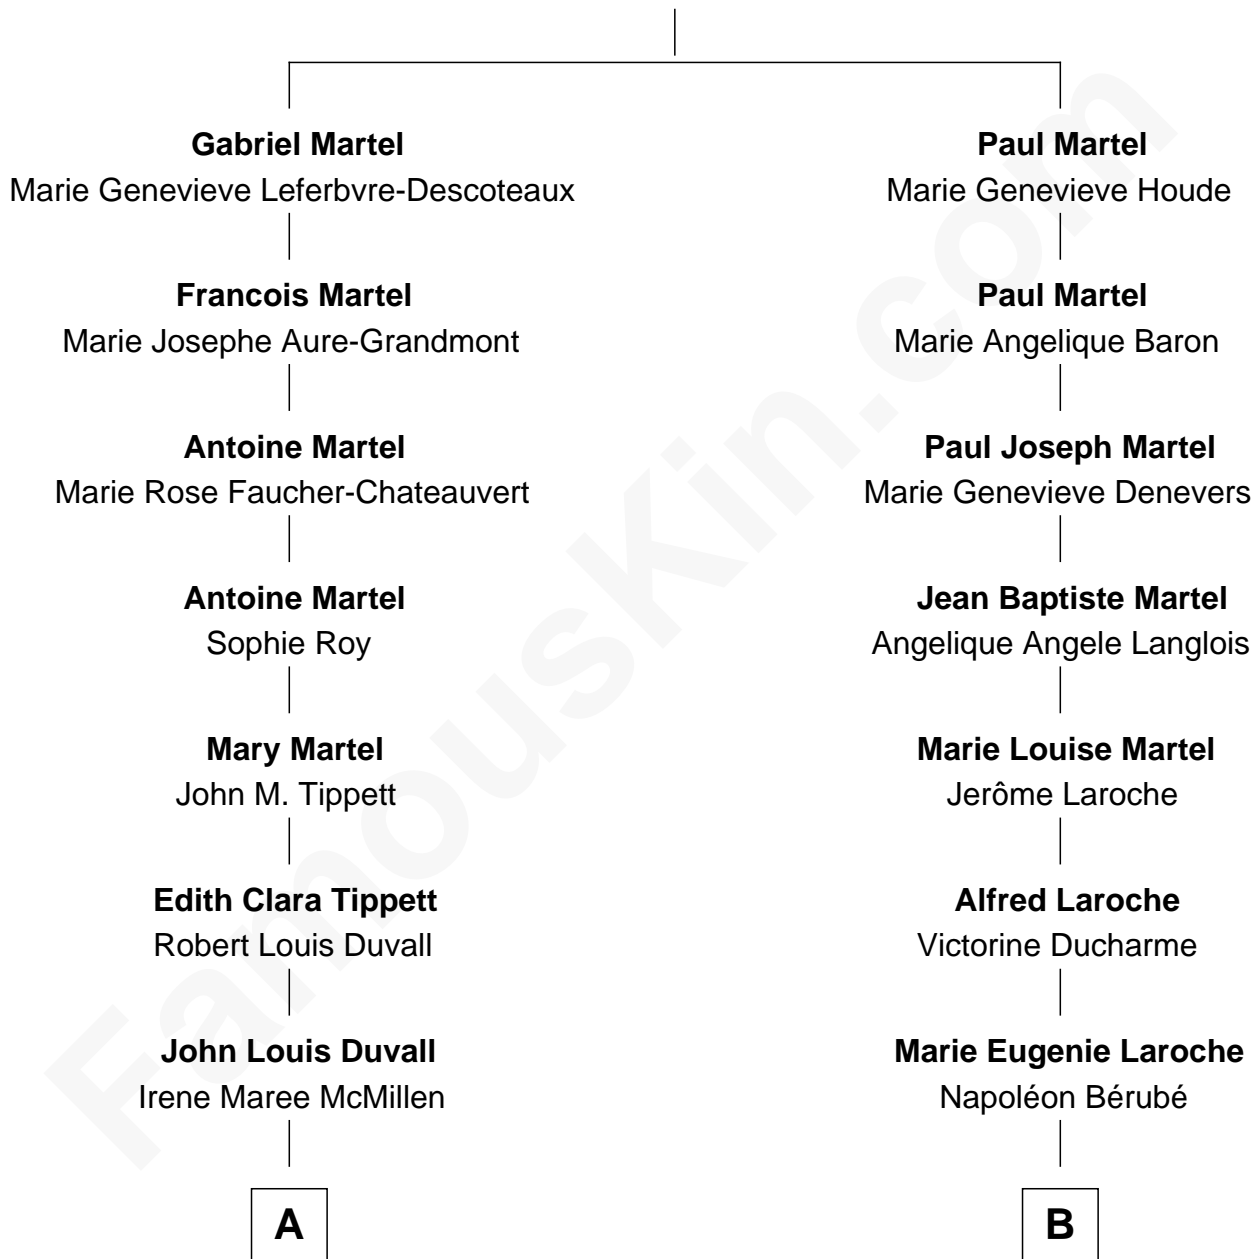 Gabriel Martel
Marie Genevieve Leferbvre-Descoteaux
Francois Martel
Marie Josephe Aure-Grandmont
Antoine Martel
Marie Rose Faucher-Chateauvert
Antoine Martel
Sophie Roy
Mary Martel
John M. Tippett
Edith Clara Tippett
Robert Louis Duvall
John Louis Duvall
Irene Maree McMillen
A
Paul Martel
Marie Genevieve Houde
Paul Martel
Marie Angelique Baron
Paul Joseph Martel
Marie Genevieve Denevers
Jean Baptiste Martel
Angelique Angele Langlois
Marie Louise Martel
Jerôme Laroche
Alfred Laroche
Victorine Ducharme
Marie Eugenie Laroche
Napoléon Bérubé
B
FamousKin.com